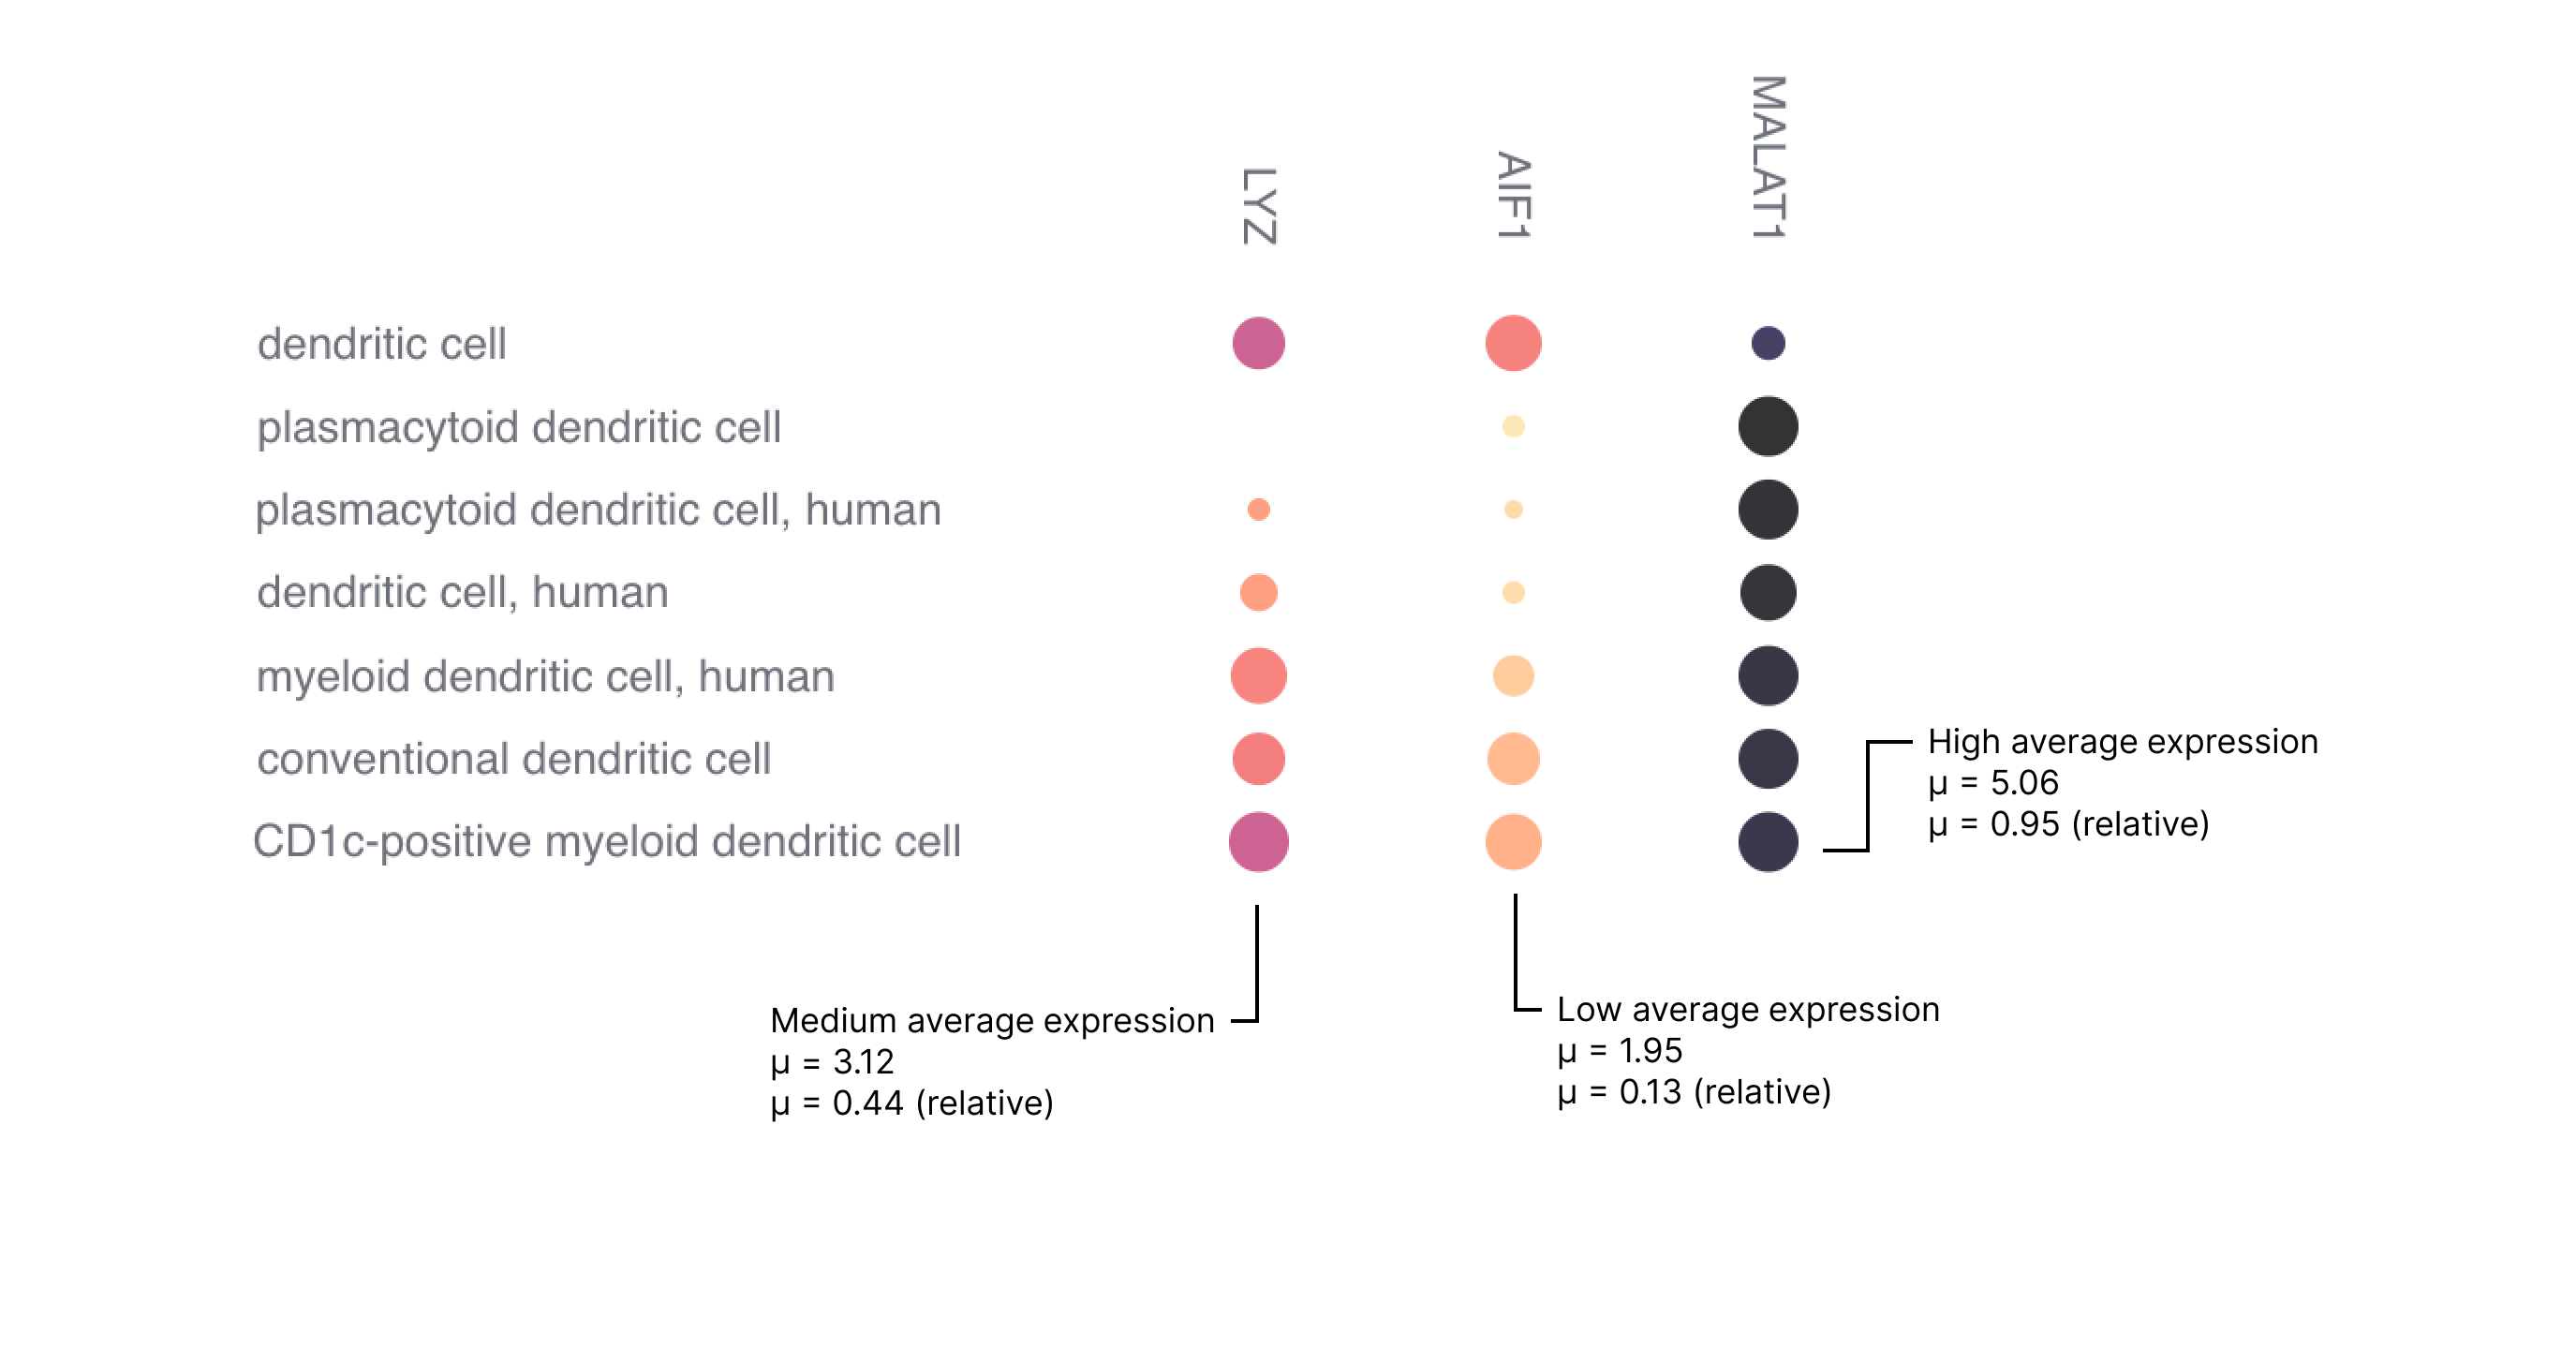 LYZ
AIF1
MALAT1
dendritic cell
plasmacytoid dendritic cell
plasmacytoid dendritic cell, human
dendritic cell, human
myeloid dendritic cell, human
conventional dendritic cell
CD1c-positive myeloid dendritic cell
High average expression
μ = 5.06
μ = 0.95 (relative)
Medium average expression
μ = 3.12
μ = 0.44 (relative)
Low average expression
μ = 1.95
μ = 0.13 (relative)